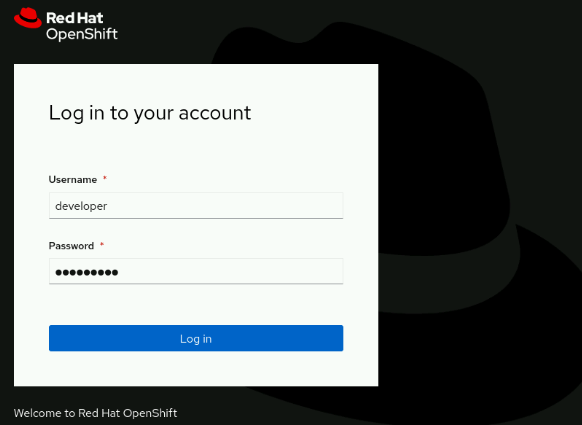 Red Hat
OpenShift
Log in to your account
Username *
developer
Password *
●●●●●●●●●
Log in
Welcome to Red Hat OpenShift